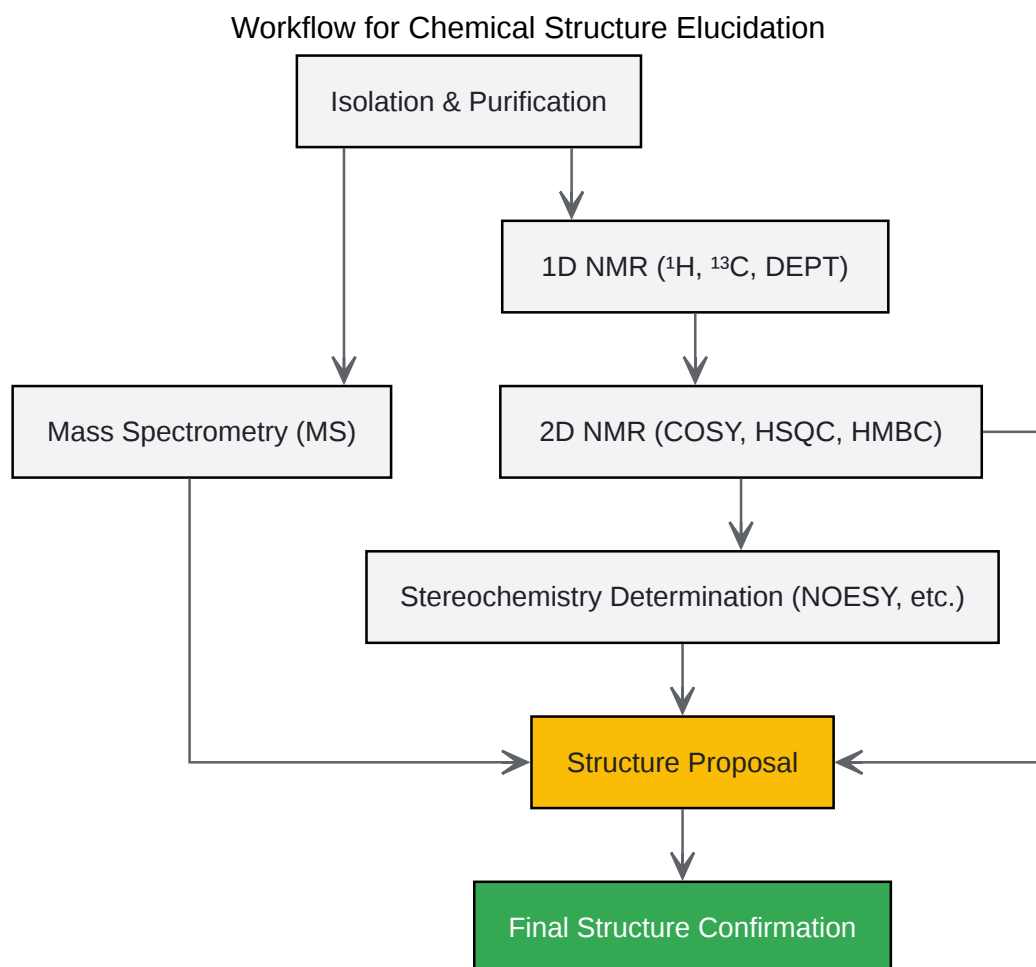 Workflow for Chemical Structure Elucidation
Isolation & Purification
1D NMR (¹H, ¹³C, DEPT)
Mass Spectrometry (MS)
2D NMR (COSY, HSQC, HMBC)
Stereochemistry Determination (NOESY, etc.)
Structure Proposal
Final Structure Confirmation